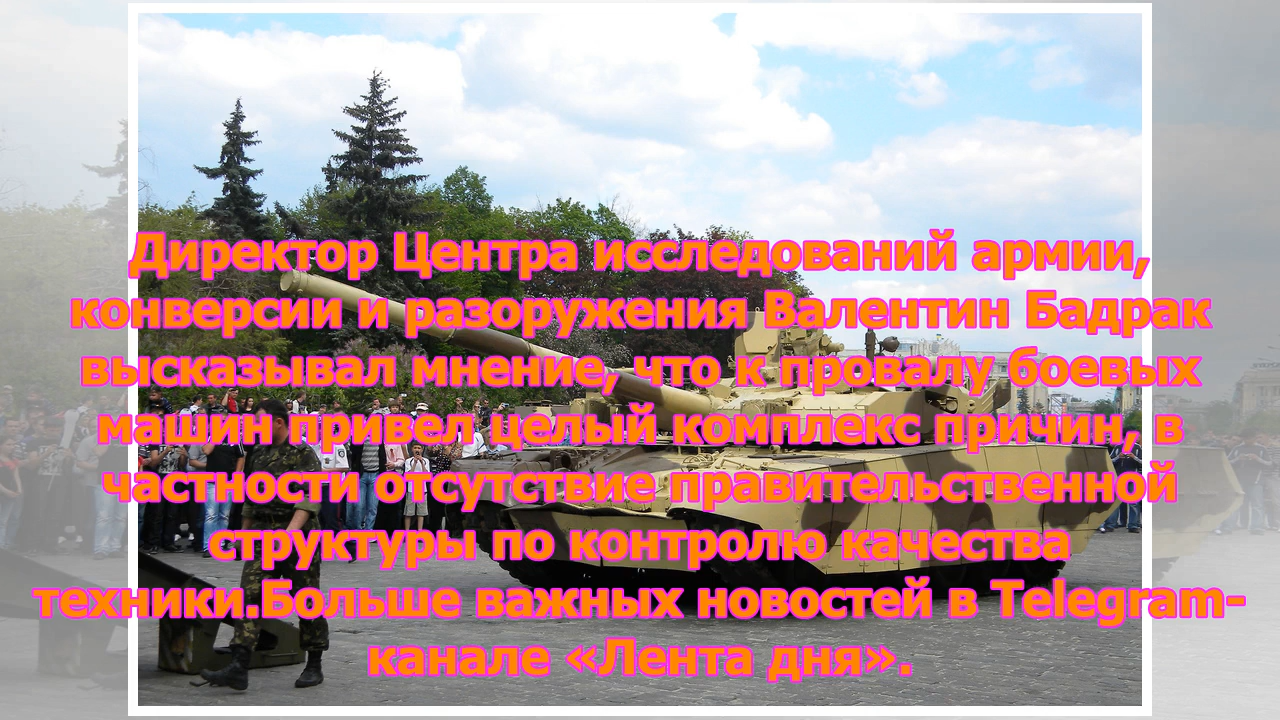 Директор Центра исследований армии,
конверсии и разоружения Валентин Бадрак
высказывал мнение, что к провалу боевых
машин привел целый комплекс причин, в
частности отсутствие правительственной
структуры по контролю качества
техники.Больше важных новостей в Telegram-
канале «Лента дня».